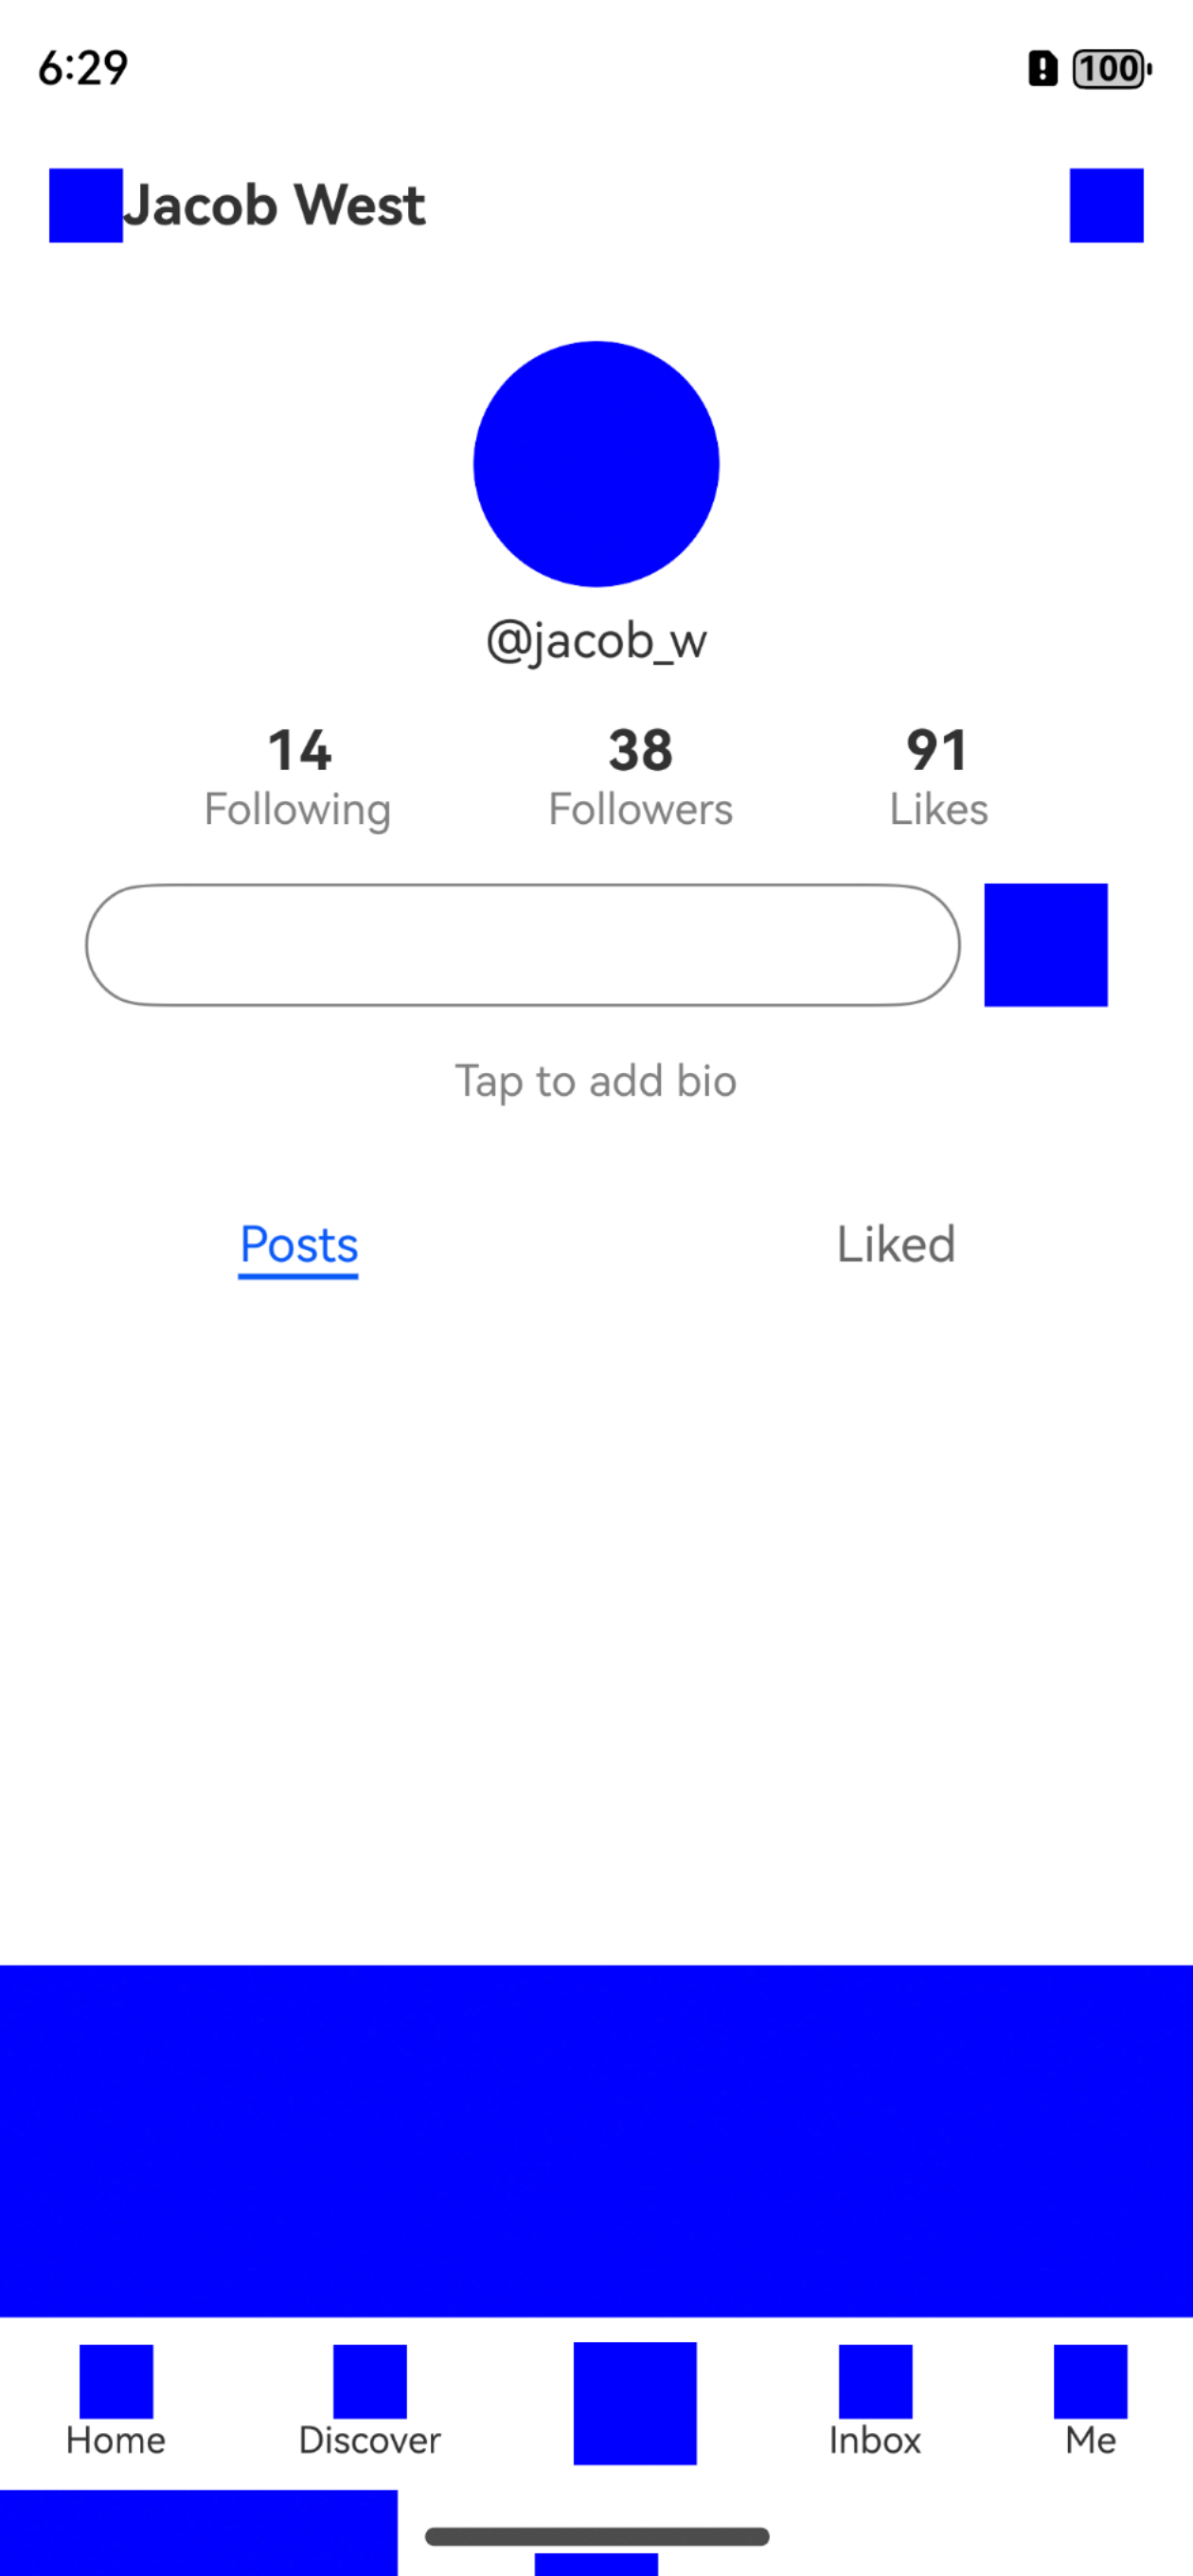 6:29
100
Jacob West
@jacob_w
14 38 91
Following Followers Likes
Tap to add bio
Posts Liked
Home Discover Inbox Me